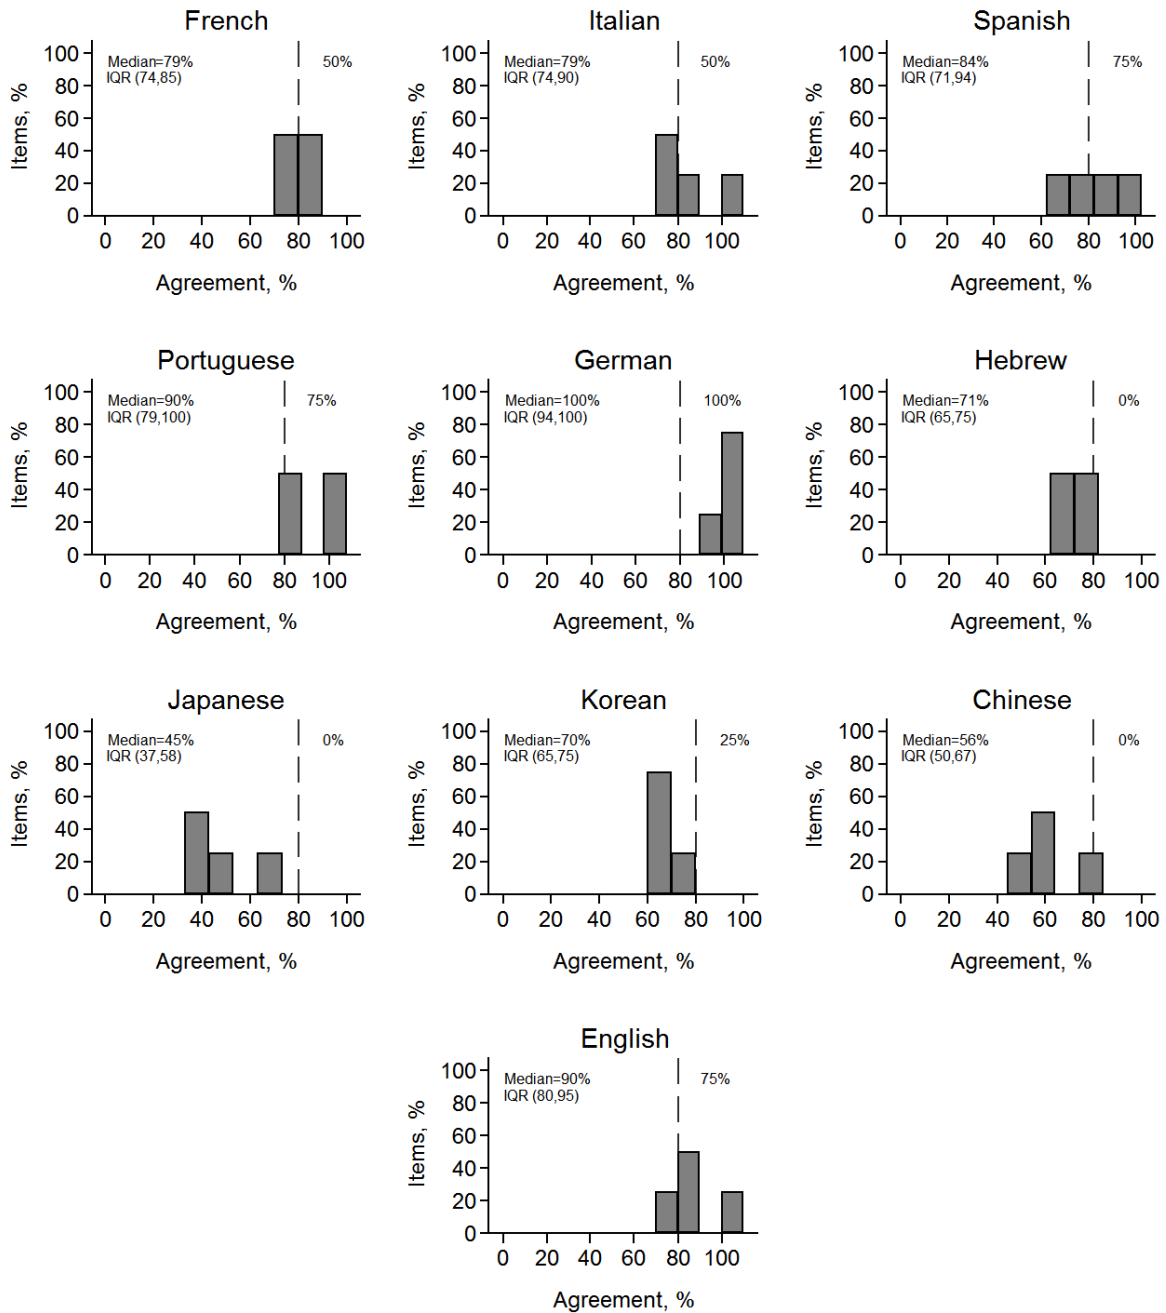 French
Median=79%
IQR (74,85)
50%
Items, %
100
80
60
40
20
0
0 20 40 60 80 100
Agreement, %
Italian
Median=79%
IQR (74,90)
50%
Items, %
100
80
60
40
20
0
0 20 40 60 80 100
Agreement, %
Spanish
Median=84%
IQR (71,94)
75%
Items, %
100
80
60
40
20
0
0 20 40 60 80 100
Agreement, %
Portuguese
Median=90%
IQR (79,100)
75%
Items, %
100
80
60
40
20
0
0 20 40 60 80 100
Agreement, %
German
Median=100%
IQR (94,100)
100%
Items, %
100
80
60
40
20
0
0 20 40 60 80 100
Agreement, %
Hebrew
Median=71%
IQR (65,75)
0%
Items, %
100
80
60
40
20
0
0 20 40 60 80 100
Agreement, %
Japanese
Median=45%
IQR (37,58)
0%
Items, %
100
80
60
40
20
0
0 20 40 60 80 100
Agreement, %
Korean
Median=70%
IQR (65,75)
25%
Items, %
100
80
60
40
20
0
0 20 40 60 80 100
Agreement, %
Chinese
Median=56%
IQR (50,67)
0%
Items, %
100
80
60
40
20
0
0 20 40 60 80 100
Agreement, %
English
Median=90%
IQR (80,95)
75%
Items, %
100
80
60
40
20
0
0 20 40 60 80 100
Agreement, %